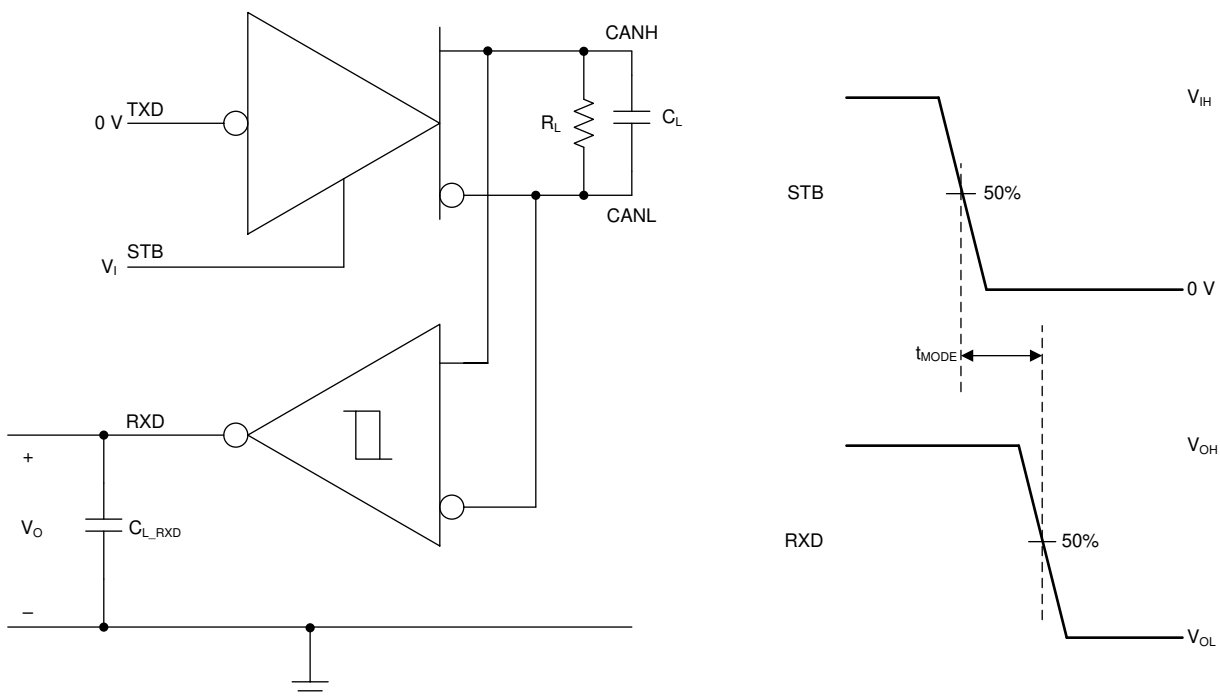 CANH
0 V TXD
R_L
C_L
CANL
STB
V_I
RXD
+
V_O
C_L_RXD
–
V_IH
STB
50%
0 V
t_MODE
V_OH
RXD
50%
V_OL